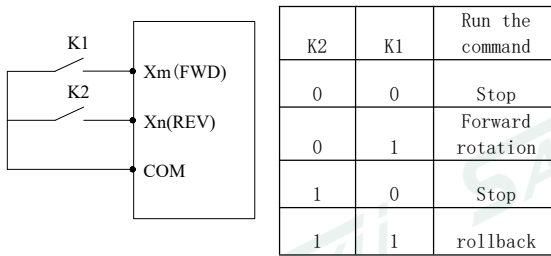 K1
Xm(FWD)
K2
Xn(REV)
COM
K2 K1 Run the
command
0 0 Stop
0 1 Forward
rotation
1 0 Stop
1 1 rollback